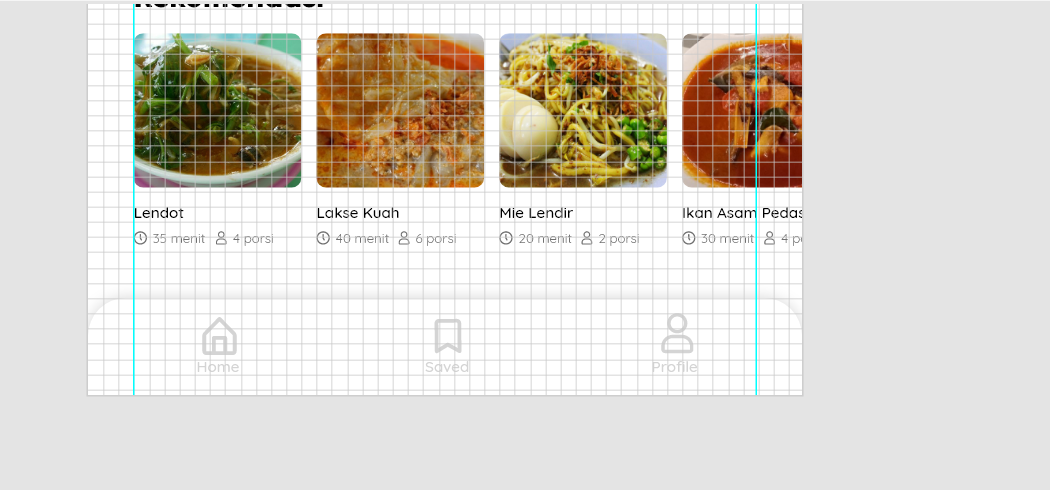 Rekomendasi
Lendot
Lakse Kuah
Mie Lendir
Ikan Asam Pedas
35 menit
4 porsi
40 menit
6 porsi
20 menit
2 porsi
30 menit
Home
Saved
Profile